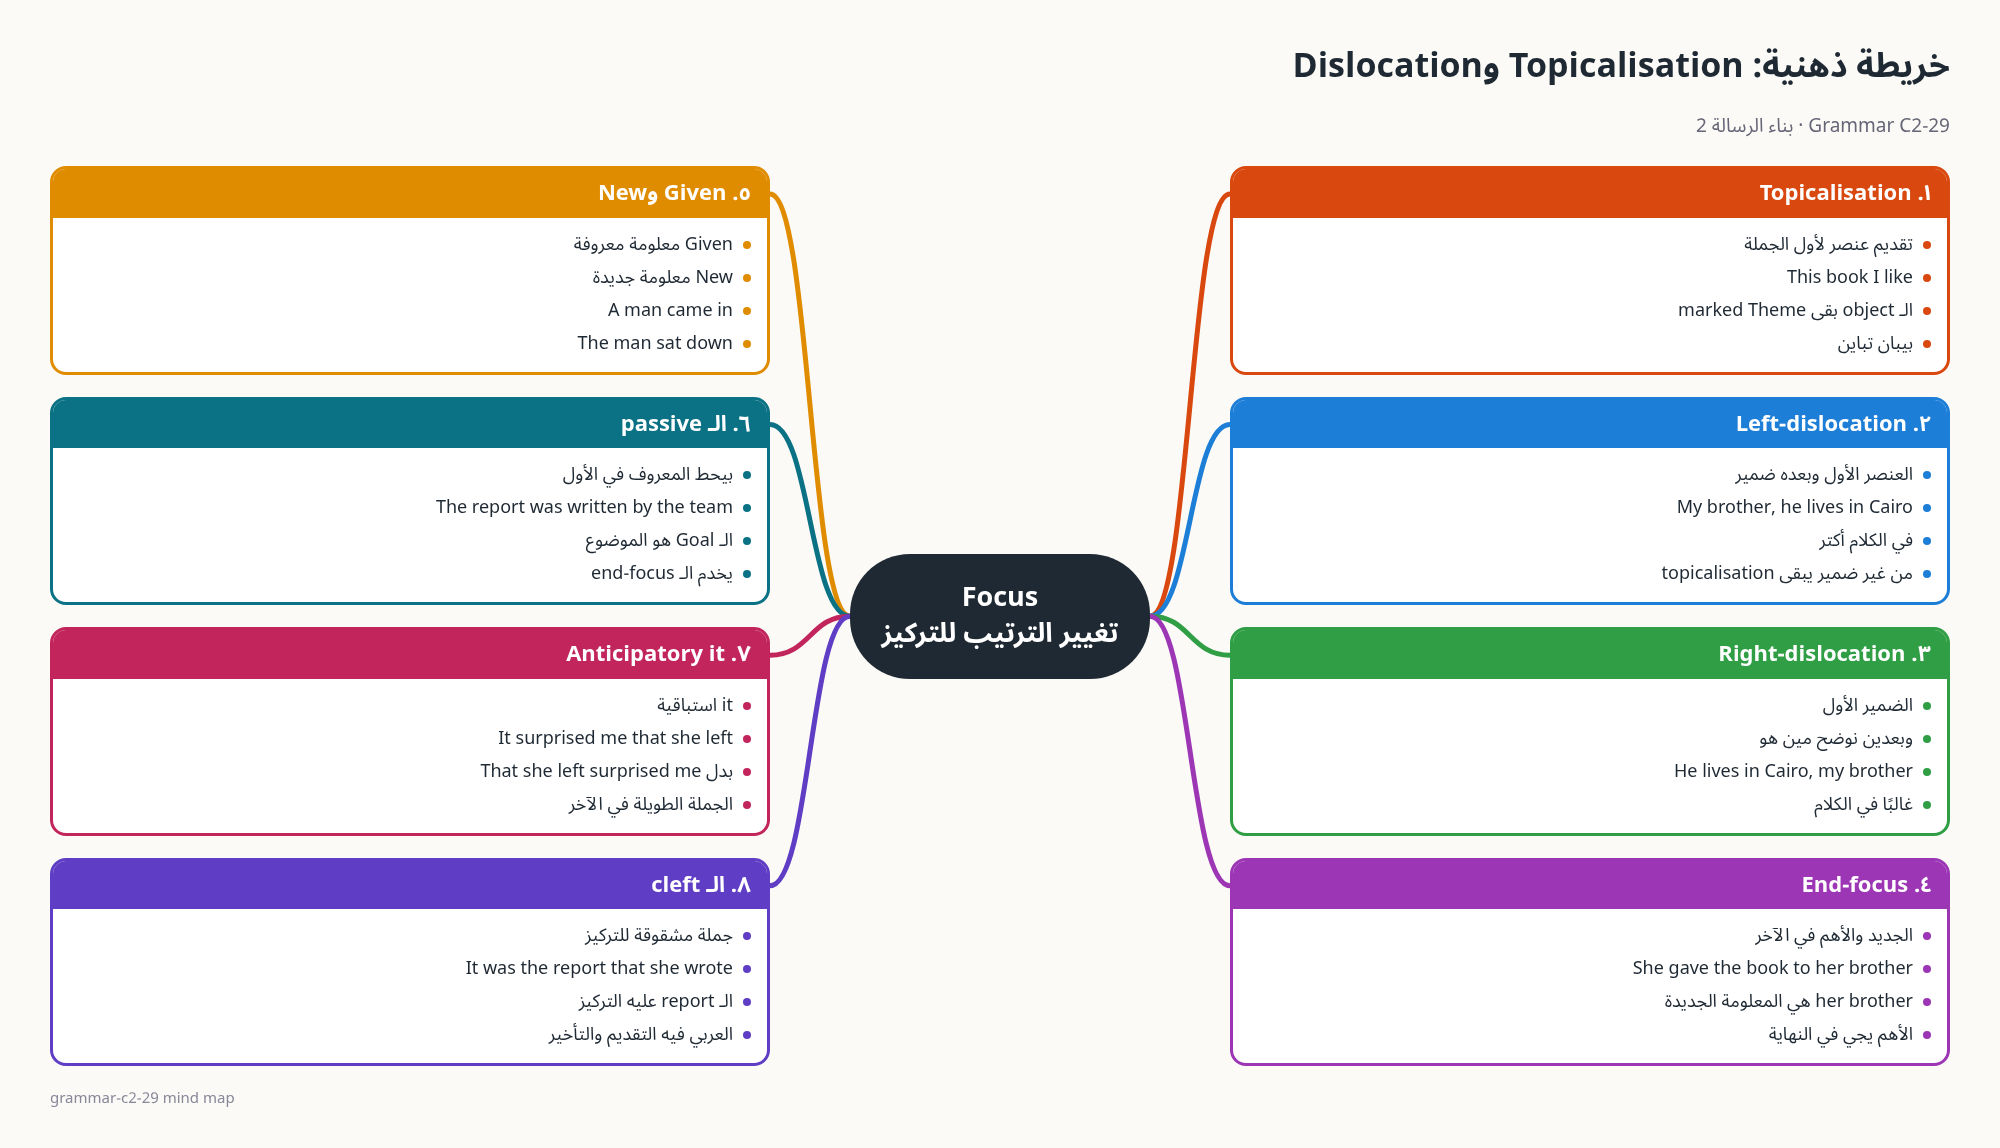 خريطة ذهنية: Topicalisation وDislocation
Grammar C2-29 · بناء الرسالة 2
١. Topicalisation
تقديم عنصر لأول الجملة
This book I like
الـ object بقى marked Theme
بيبان تباين
٢. Left-dislocation
العنصر الأول وبعده ضمير
My brother, he lives in Cairo
في الكلام أكتر
من غير ضمير يبقى topicalisation
٣. Right-dislocation
الضمير الأول
وبعدين نوضح مين هو
He lives in Cairo, my brother
غالبًا في الكلام
٤. End-focus
الجديد والأهم في الآخر
She gave the book to her brother
her brother هي المعلومة الجديدة
الأهم يجي في النهاية
Focus
تغيير الترتيب للتركيز
٥. Given وNew
Given معلومة معروفة
New معلومة جديدة
A man came in
The man sat down
٦. الـ passive
بيحط المعروف في الأول
The report was written by the team
الـ Goal هو الموضوع
يخدم الـ end-focus
٧. Anticipatory it
it استباقية
It surprised me that she left
بدل That she left surprised me
الجملة الطويلة في الآخر
٨. الـ cleft
جملة مشقوقة للتركيز
It was the report that she wrote
الـ report عليه التركيز
العربي فيه التقديم والتأخير
grammar-c2-29 mind map